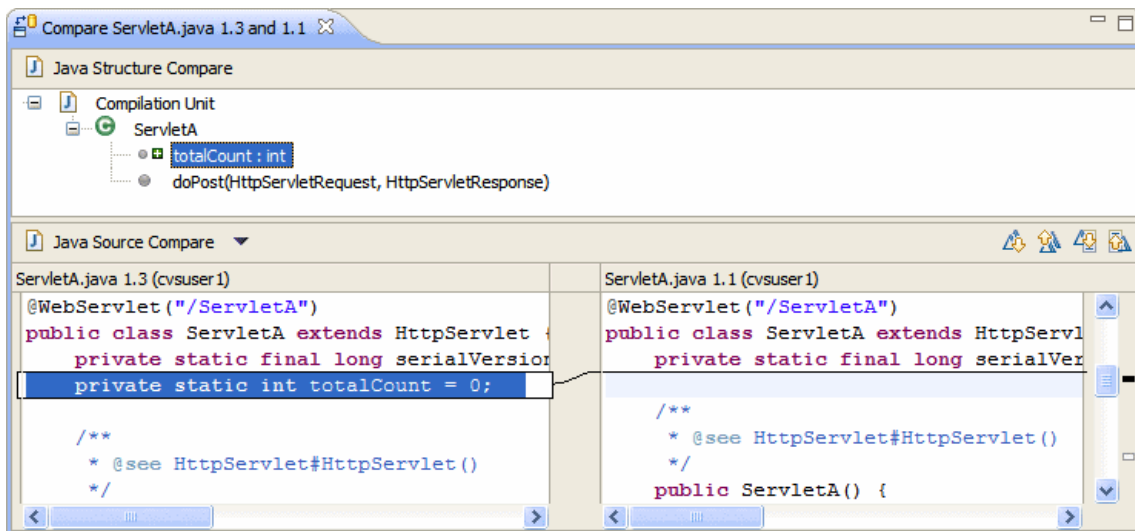 Compare ServletA.java 1.3 and 1.1
Java Structure Compare
Compilation Unit
ServletA
totalCount : int
doPost(HttpServletRequest, HttpServletResponse)
Java Source Compare
ServletA.java 1.3 (cvsuser1)
@WebServlet("/ServletA")
public class ServletA extends HttpServlet {
private static final long serialVersion
private static int totalCount = 0;
/**
* @see HttpServlet#HttpServlet()
*/
ServletA.java 1.1 (cvsuser1)
@WebServlet("/ServletA")
public class ServletA extends HttpServl
private static final long serialVer
/**
* @see HttpServlet#HttpServlet()
*/
public ServletA() {